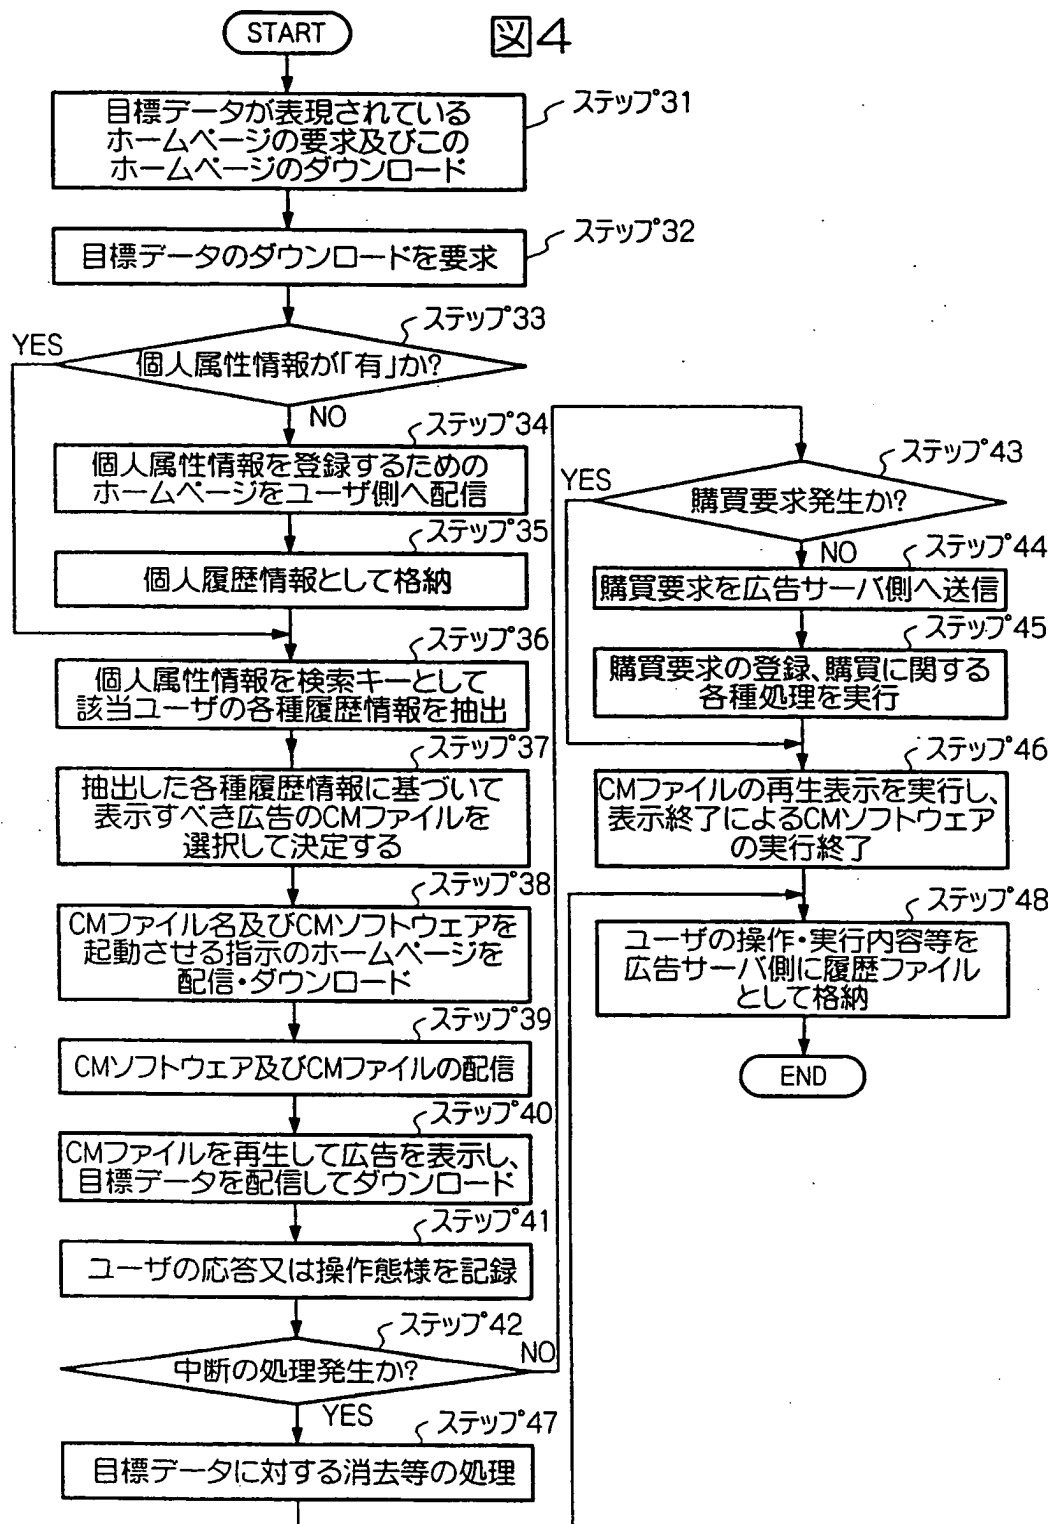 START
図4
ステップ31
目標データが表現されている
ホームページの要求及びこの
ホームページのダウンロード
ステップ32
目標データのダウンロードを要求
ステップ33
YES
個人属性情報が「有」か?
NO
ステップ34
個人属性情報を登録するための
ホームページをユーザ側へ配信
ステップ35
個人履歴情報として格納
ステップ36
個人属性情報を検索キーとして
該当ユーザの各種履歴情報を抽出
ステップ37
抽出した各種履歴情報に基づいて
表示すべき広告のCMファイルを
選択して決定する
ステップ38
CMファイル名及びCMソフトウェアを
起動させる指示のホームページを
配信・ダウンロード
ステップ39
CMソフトウェア及びCMファイルの配信
ステップ40
CMファイルを再生して広告を表示し、
目標データを配信してダウンロード
ステップ41
ユーザの応答又は操作態様を記録
ステップ42
中断の処理発生か?
NO
YES
ステップ47
目標データに対する消去等の処理
ステップ43
YES
購買要求発生か?
NO
ステップ44
購買要求を広告サーバ側へ送信
ステップ45
購買要求の登録、購買に関する
各種処理を実行
ステップ46
CMファイルの再生表示を実行し、
表示終了によるCMソフトウェア
の実行終了
ステップ48
ユーザの操作・実行内容等を
広告サーバ側に履歴ファイル
として格納
END